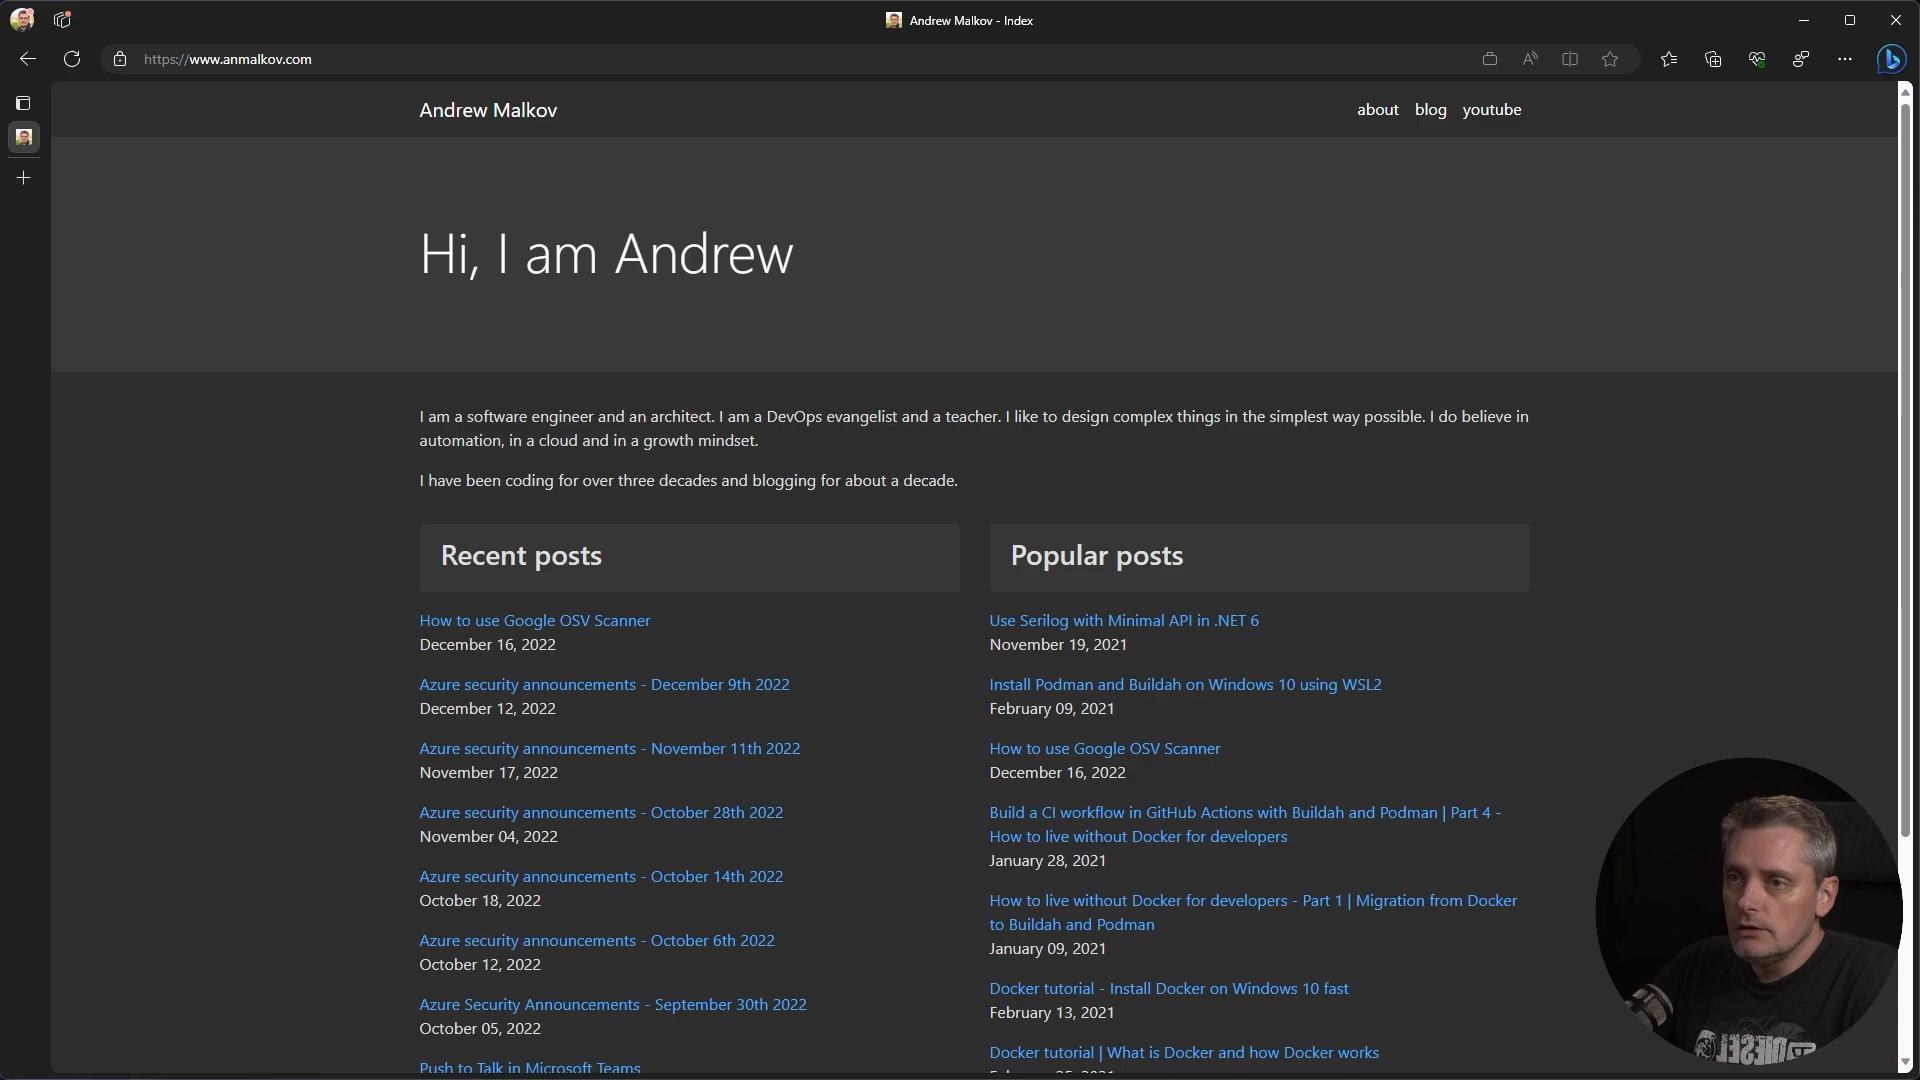 Andrew Malkov - Index
https://www.anmalkov.com
Andrew Malkov
about blog youtube
Hi, I am Andrew
I am a software engineer and an architect. I am a DevOps evangelist and a teacher. I like to design complex things in the simplest way possible. I do believe in
automation, in a cloud and in a growth mindset.
I have been coding for over three decades and blogging for about a decade.
Recent posts
How to use Google OSV Scanner
December 16, 2022
Azure security announcements - December 9th 2022
December 12, 2022
Azure security announcements - November 11th 2022
November 17, 2022
Azure security announcements - October 28th 2022
November 04, 2022
Azure security announcements - October 14th 2022
October 18, 2022
Azure security announcements - October 6th 2022
October 12, 2022
Azure Security Announcements - September 30th 2022
October 05, 2022
Push to Talk in Microsoft Teams
Popular posts
Use Serilog with Minimal API in .NET 6
November 19, 2021
Install Podman and Buildah on Windows 10 using WSL2
February 09, 2021
How to use Google OSV Scanner
December 16, 2022
Build a CI workflow in GitHub Actions with Buildah and Podman | Part 4 -
How to live without Docker for developers
January 28, 2021
How to live without Docker for developers - Part 1 | Migration from Docker
to Buildah and Podman
January 09, 2021
Docker tutorial - Install Docker on Windows 10 fast
February 13, 2021
Docker tutorial | What is Docker and how Docker works
DIESEL